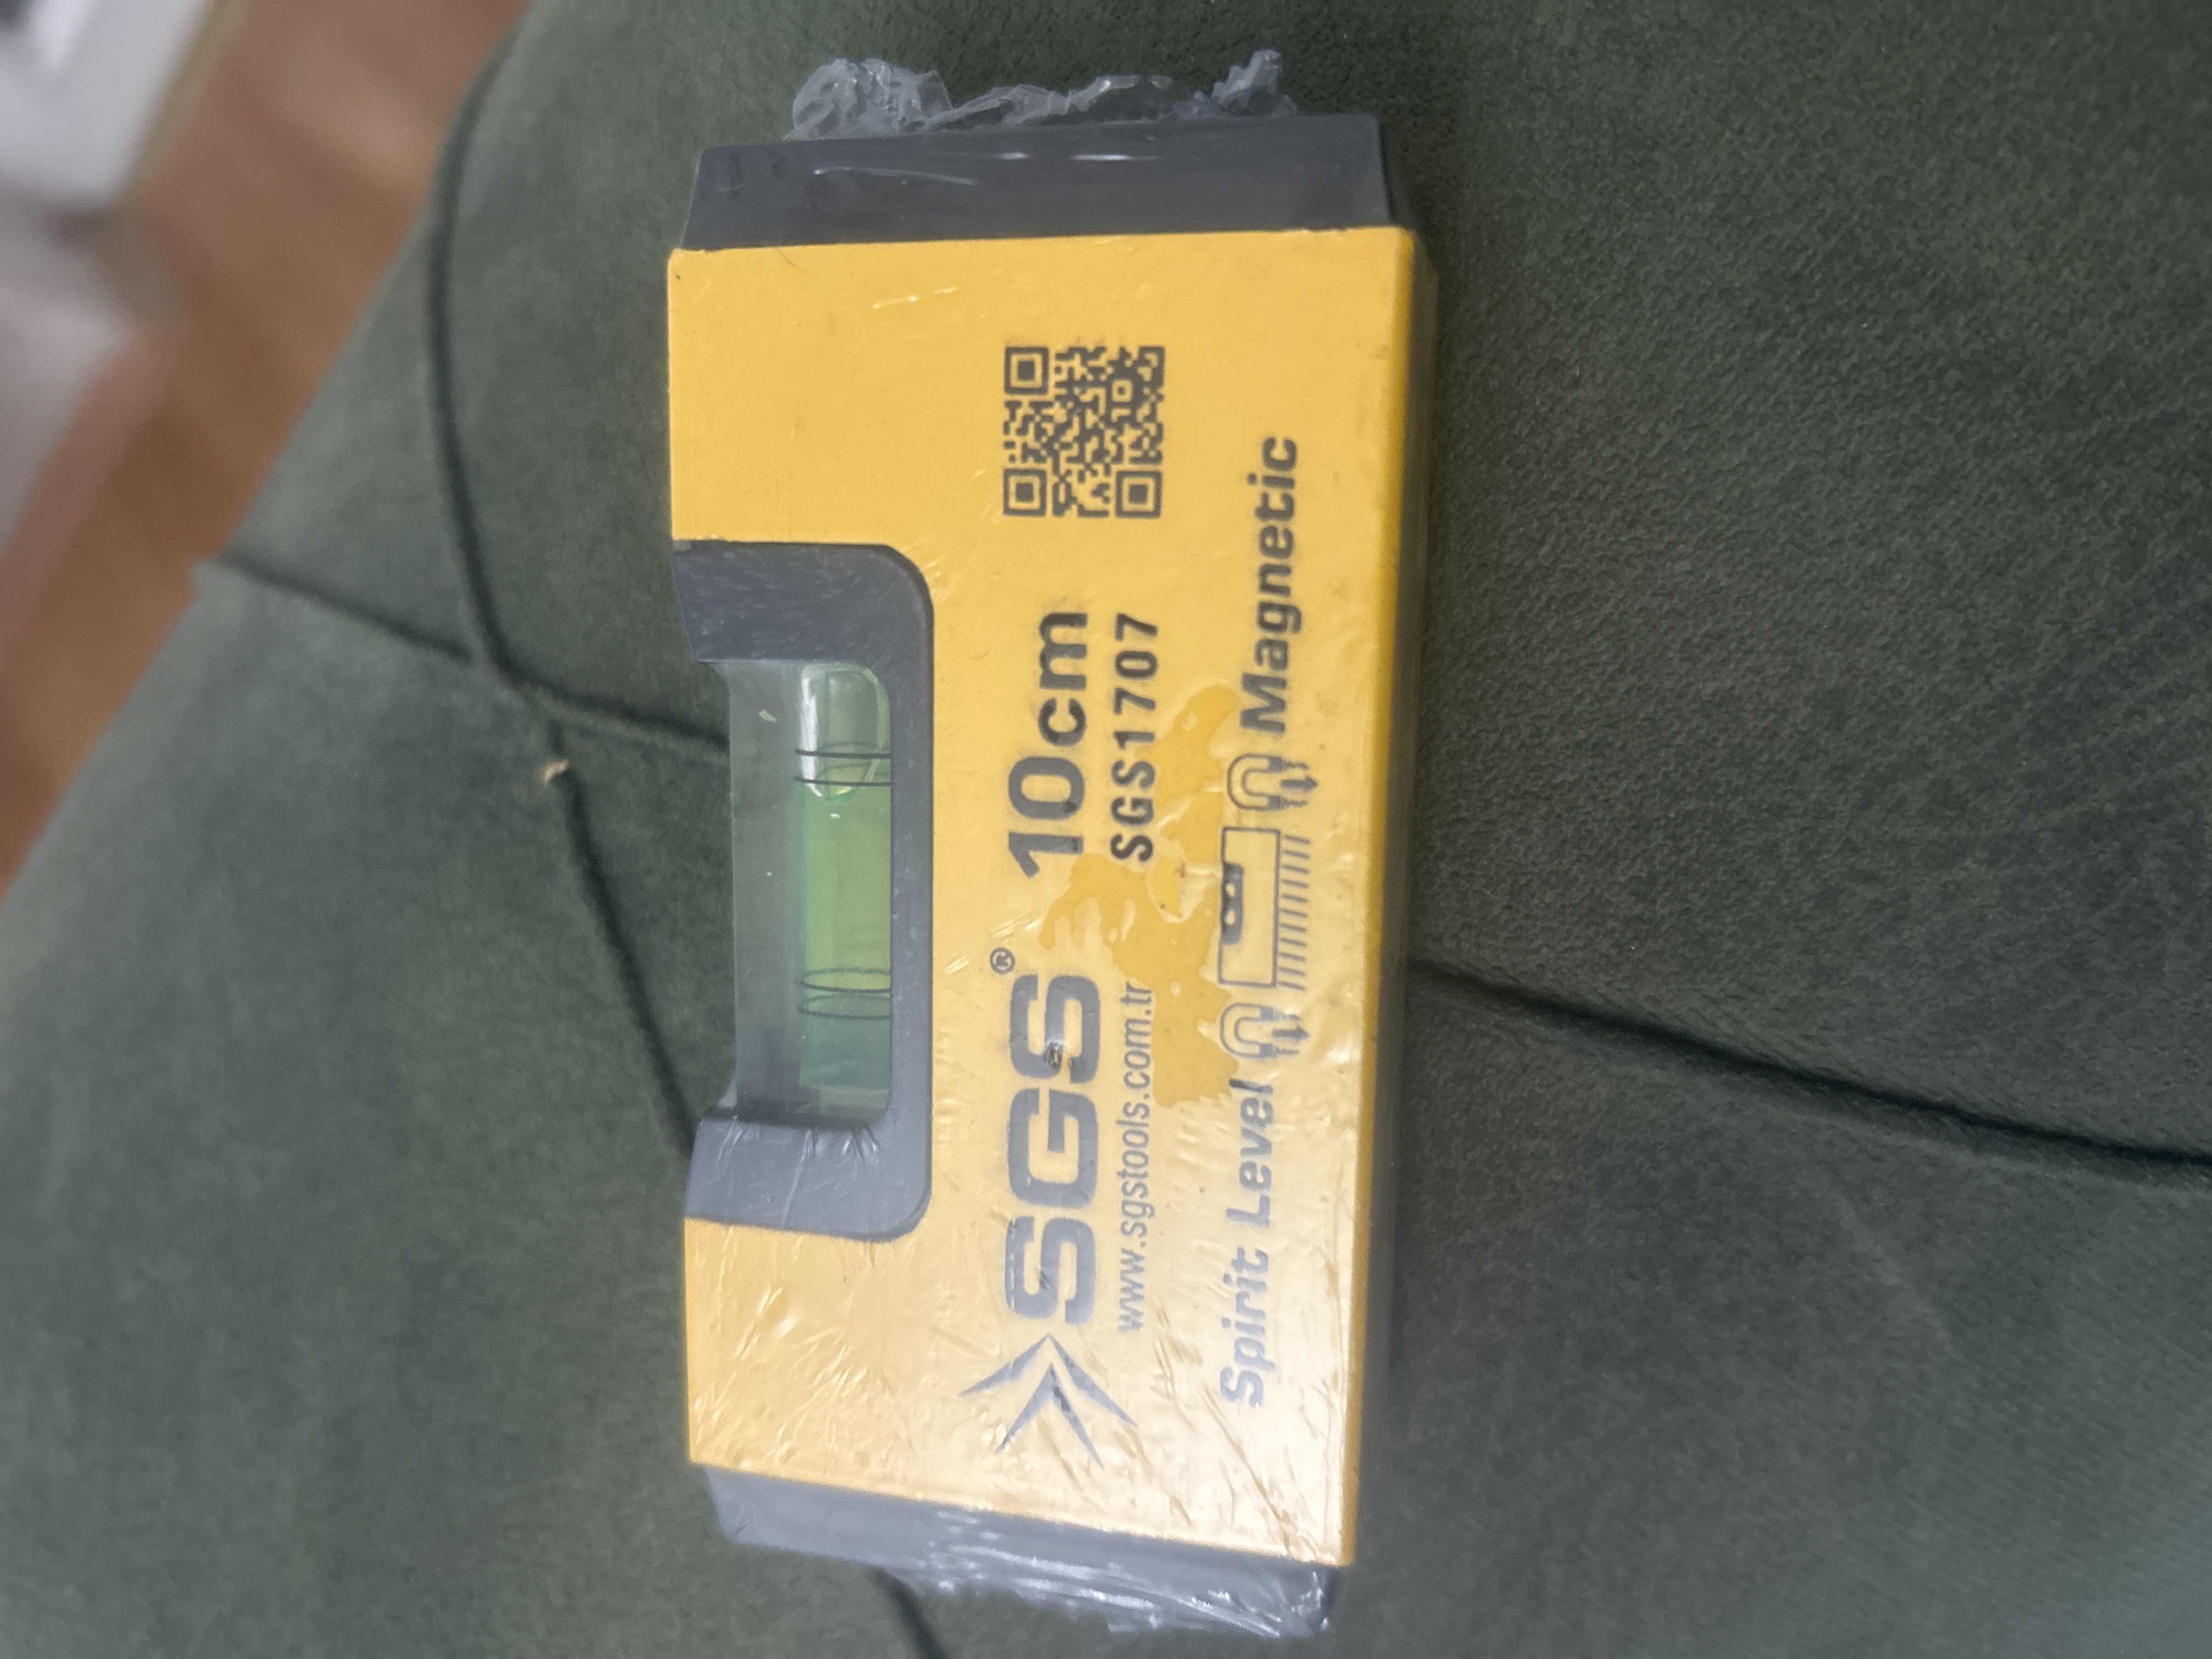 SGS® 10cm
www.sgstools.com.tr SGS1707
Spirit Level Magnetic